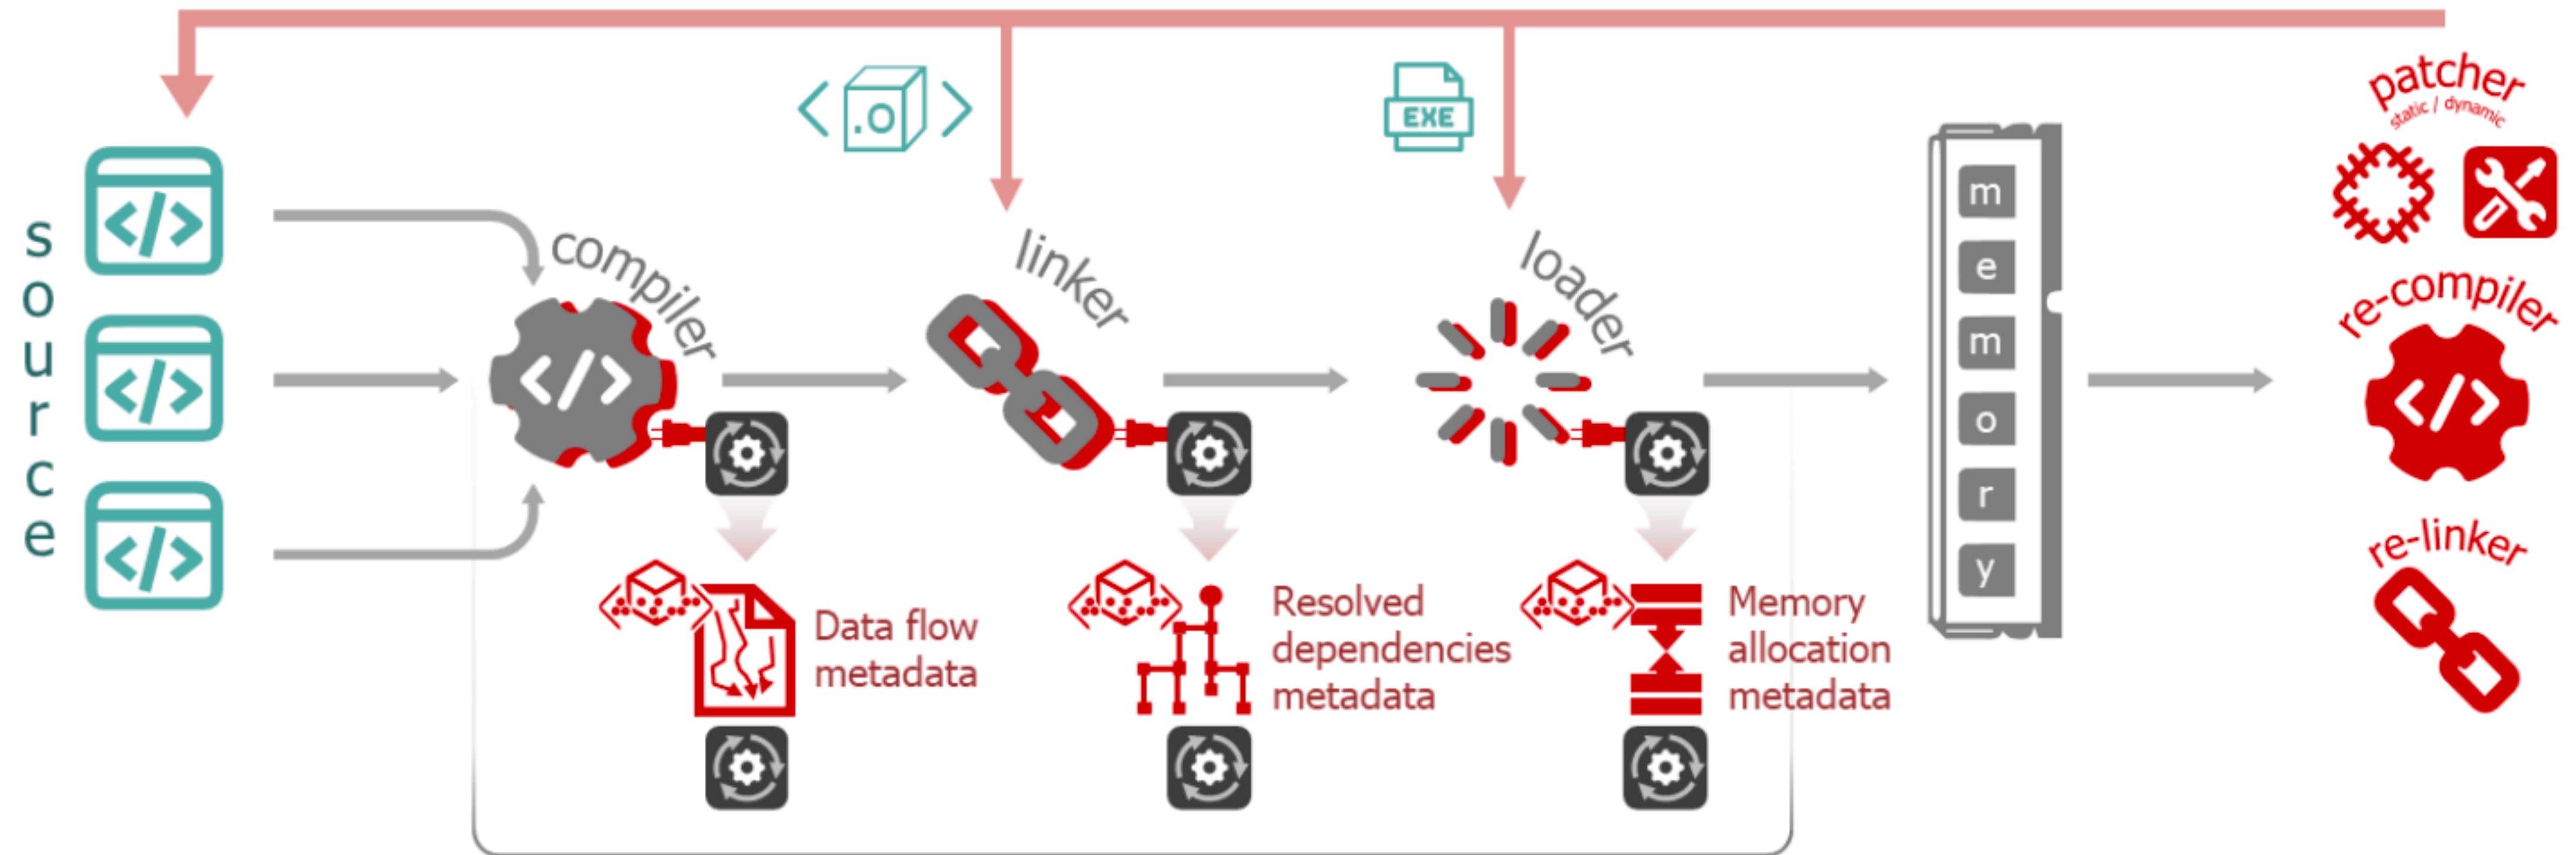 source
</>
</>
</>
compiler
</>
.o
linker
EXE
loader
memory
patcher
static / dynamic
re-compiler
</>
re-linker
Data flow
metadata
Resolved
dependencies
metadata
Memory
allocation
metadata